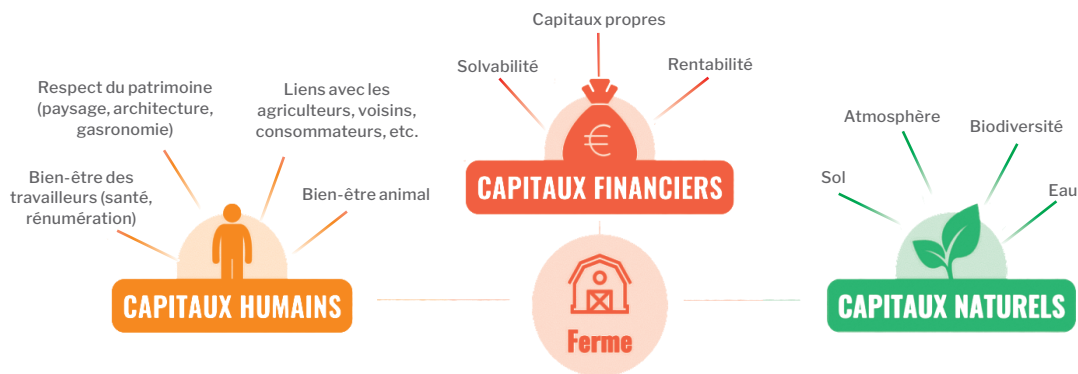 Respect du patrimoine
(paysage, architecture,
gasronomie)
Liens avec les
agriculteurs, voisins,
consommateurs, etc.
Bien-être des
travailleurs (santé,
rénumération)
Bien-être animal
CAPITAUX HUMAINS
Capitaux propres
Solvabilité
Rentabilité
€
CAPITAUX FINANCIERS
Ferme
Atmosphère
Biodiversité
Sol
Eau
CAPITAUX NATURELS